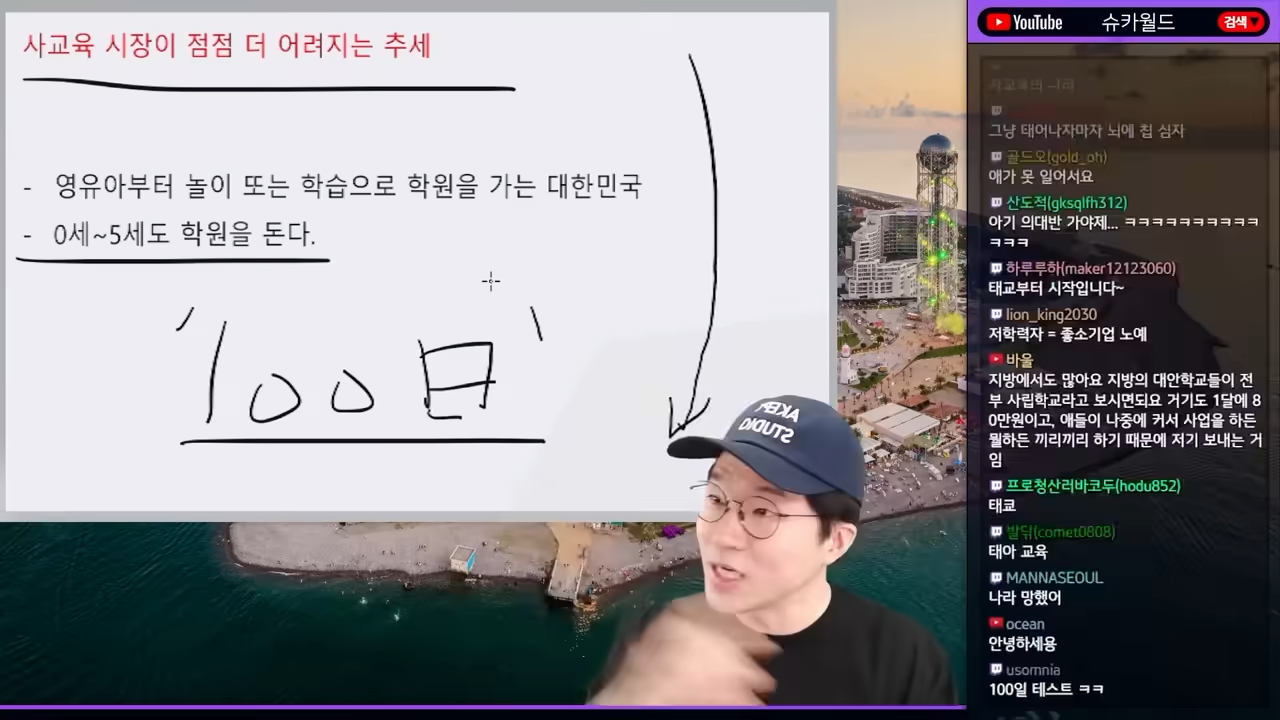 사교육 시장이 점점 더 어려지는 추세
- 영유아부터 놀이 또는 학습으로 학원을 가는 대한민국
- 0세~5세도 학원을 돈다.
'100日'
AKEBY
STUDIO
YouTube 슈카월드 검색
그냥 태어나자마자 뇌에 칩 심자
골드오(gold_oh)
애가 못 일어서요
산도적(gksqlfh312)
아기 의대반 가야제... ㅋㅋㅋㅋㅋㅋㅋㅋㅋㅋ
ㅋㅋㅋ
하루루하(maker12123060)
태교부터 시작입니다~
lion_king2030
저학력자 = 좋소기업 노예
바울
지방에서도 많아요 지방의 대안학교들이 전
부 사립학교라고 보시면되요 거기도 1달에 8
0만원이고, 애들이 나중에 커서 사업을 하든
뭘하든 끼리끼리 하기 때문에 저기 보내는 거
임
프로청산러바코두(hodu852)
태쿄
발닦(comet0808)
태아 교육
MANNASEOUL
나라 망했어
ocean
안녕하세용
usomnia
100일 테스트 ㅋㅋ